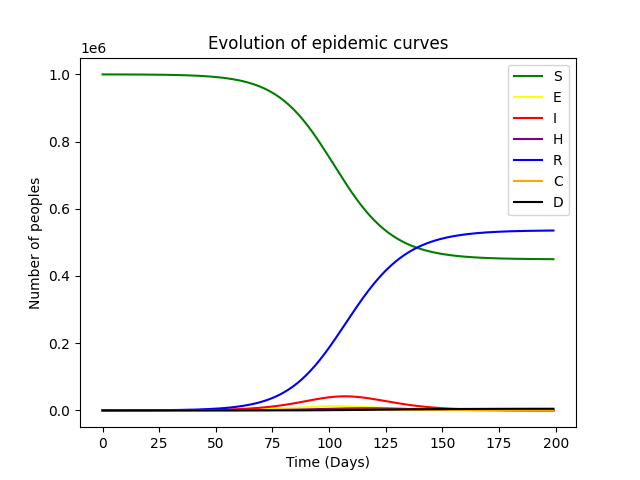 Evolution of epidemic curves
1e6
1.0
0.8
0.6
0.4
0.2
0.0
Number of peoples
S
E
I
H
R
C
D
0 25 50 75 100 125 150 175 200
Time (Days)